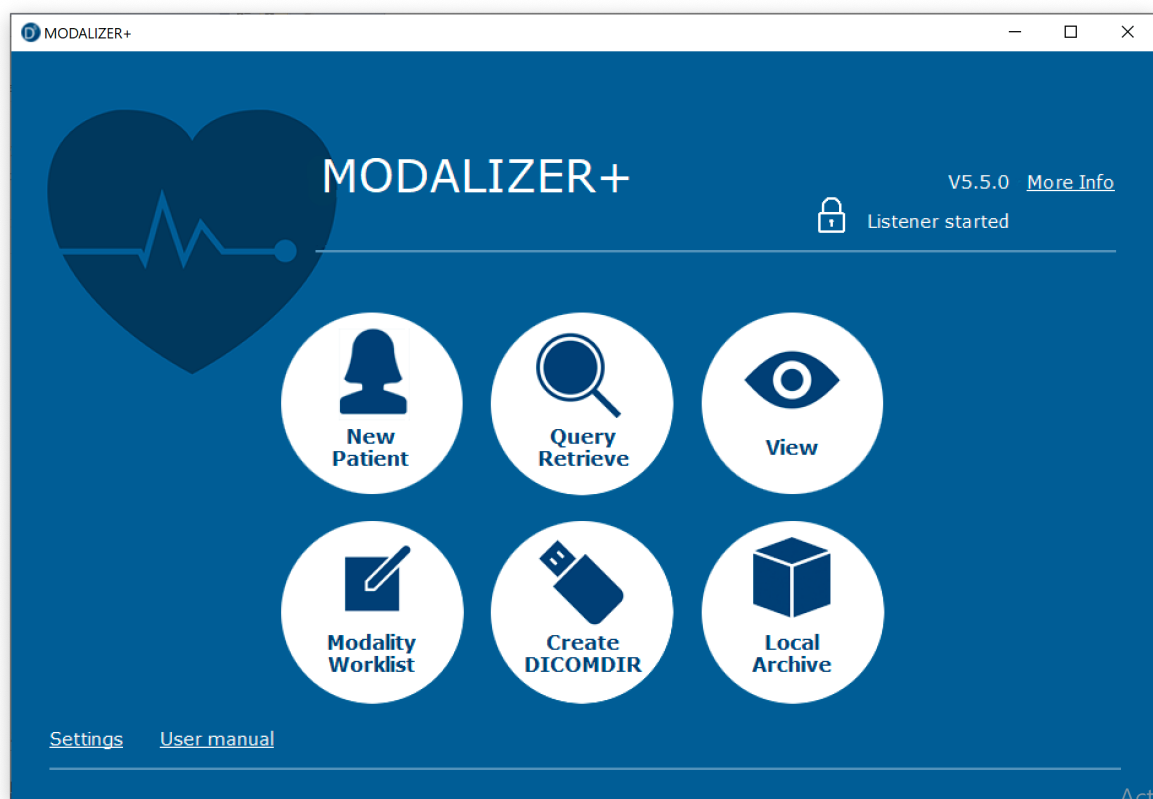 MODALIZER+
MODALIZER+
V5.5.0 More Info
Listener started
New
Patient
Query
Retrieve
View
Modality
Worklist
Create
DICOMDIR
Local
Archive
Settings User manual